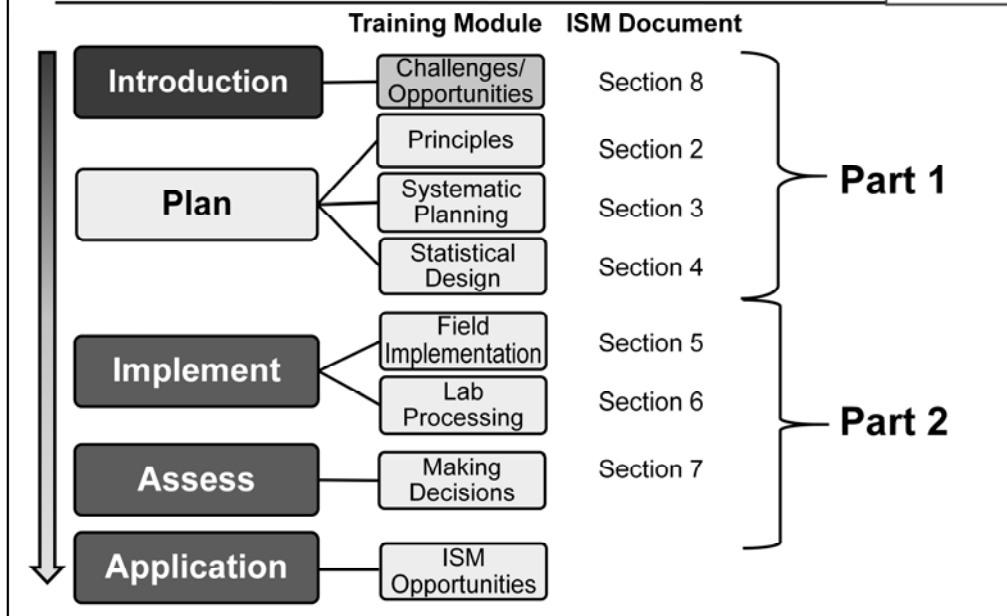 Training Module ISM Document
Introduction
Challenges/
Opportunities
Section 8
Plan
Principles
Section 2
Systematic
Planning
Section 3
Statistical
Design
Section 4
Part 1
Implement
Field
Implementation
Section 5
Lab
Processing
Section 6
Part 2
Assess
Making
Decisions
Section 7
Application
ISM
Opportunities